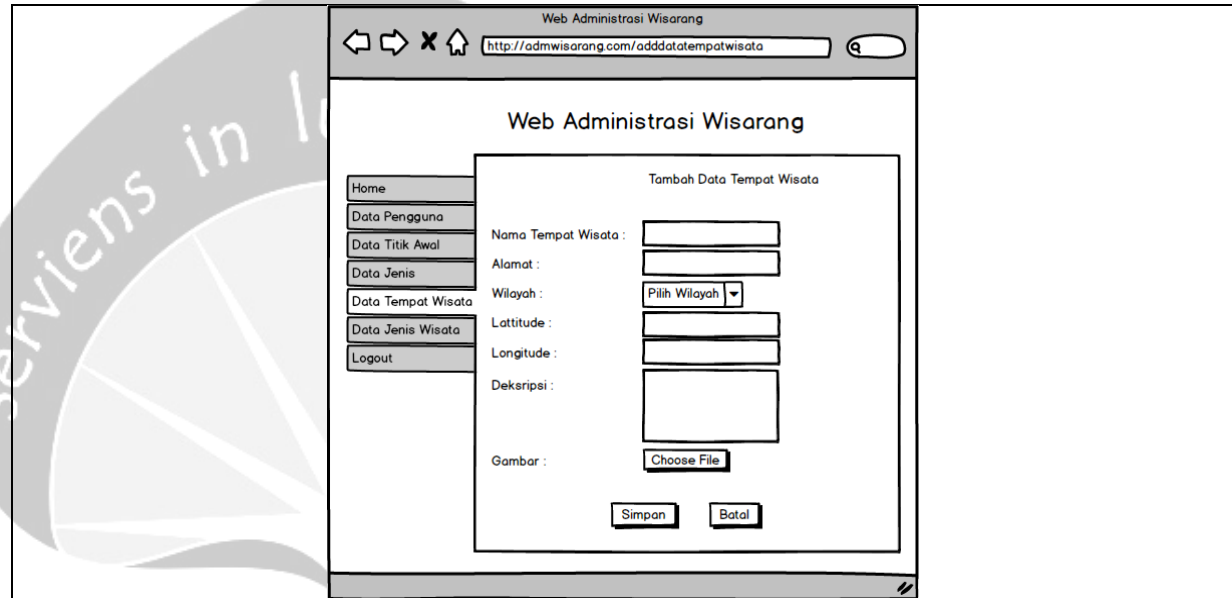 Web Administrasi Wisarang
http://admwisarang.com/adddatatempatwisata
Web Administrasi Wisarang
Home
Data Pengguna
Data Titik Awal
Data Jenis
Data Tempat Wisata
Data Jenis Wisata
Logout
Tambah Data Tempat Wisata
Nama Tempat Wisata :
Alamat :
Wilayah : Pilih Wilayah
Lattitude :
Longitude :
Deksripsi :
Gambar : Choose File
Simpan Batal
serviens in